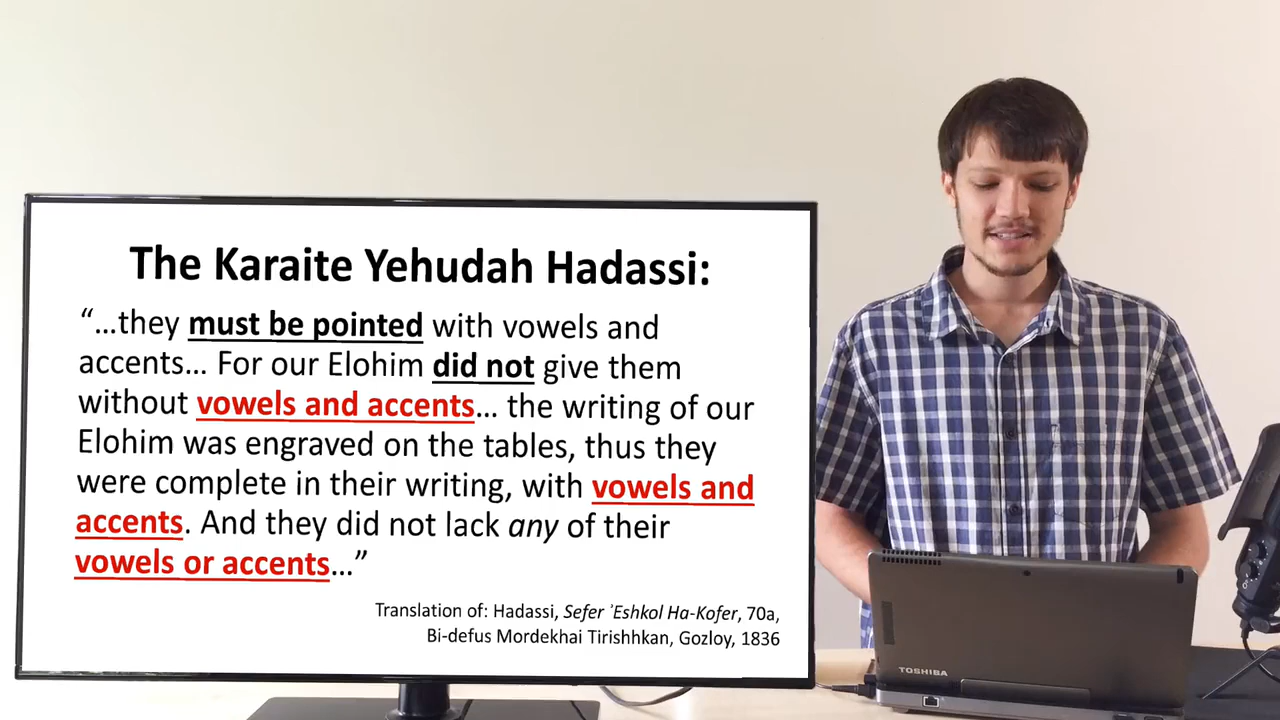 The Karaite Yehudah Hadassi:
“…they must be pointed with vowels and
accents… For our Elohim did not give them
without vowels and accents… the writing of our
Elohim was engraved on the tables, thus they
were complete in their writing, with vowels and
accents. And they did not lack any of their
vowels or accents…”
Translation of: Hadassi, Sefer ʾEshkol Ha-Kofer, 70a,
Bi-defus Mordekhai Tirishhkan, Gozloy, 1836
TOSHIBA